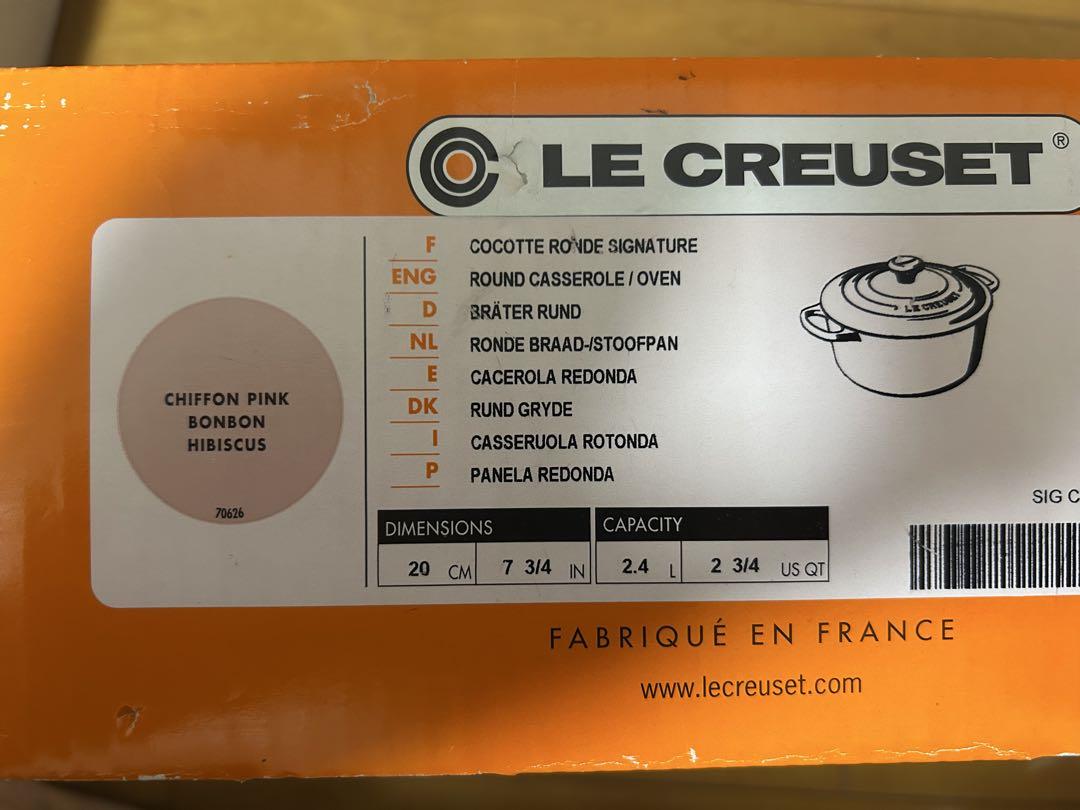 LE CREUSET®
CHIFFON PINK
BONBON
HIBISCUS
70626
F COCOTTE RONDE SIGNATURE
ENG ROUND CASSEROLE / OVEN
D BRÄTER RUND
NL RONDE BRAAD-/STOOFPAN
E CACEROLA REDONDA
DK RUND GRYDE
I CASSERUOLA ROTONDA
P PANELA REDONDA
LE CREUSET
SIG C
DIMENSIONS CAPACITY
20 CM 7 3/4 IN 2.4 L 2 3/4 US QT
FABRIQUÉ EN FRANCE
www.lecreuset.com